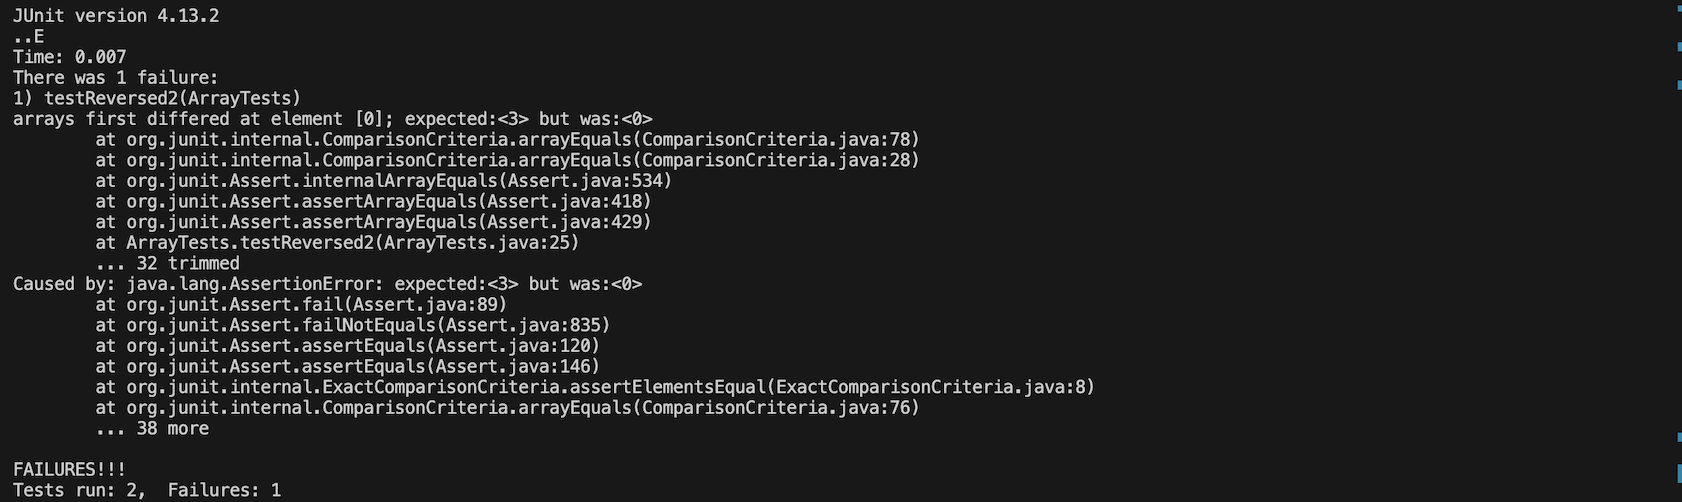 JUnit version 4.13.2
..E
Time: 0.007
There was 1 failure:
1) testReversed2(ArrayTests)
arrays first differed at element [0]; expected:<3> but was:<0>
        at org.junit.internal.ComparisonCriteria.arrayEquals(ComparisonCriteria.java:78)
        at org.junit.internal.ComparisonCriteria.arrayEquals(ComparisonCriteria.java:28)
        at org.junit.Assert.internalArrayEquals(Assert.java:534)
        at org.junit.Assert.assertArrayEquals(Assert.java:418)
        at org.junit.Assert.assertArrayEquals(Assert.java:429)
        at ArrayTests.testReversed2(ArrayTests.java:25)
        ... 32 trimmed
Caused by: java.lang.AssertionError: expected:<3> but was:<0>
        at org.junit.Assert.fail(Assert.java:89)
        at org.junit.Assert.failNotEquals(Assert.java:835)
        at org.junit.Assert.assertEquals(Assert.java:120)
        at org.junit.Assert.assertEquals(Assert.java:146)
        at org.junit.internal.ExactComparisonCriteria.assertElementsEqual(ExactComparisonCriteria.java:8)
        at org.junit.internal.ComparisonCriteria.arrayEquals(ComparisonCriteria.java:76)
        ... 38 more

FAILURES!!!
Tests run: 2,  Failures: 1